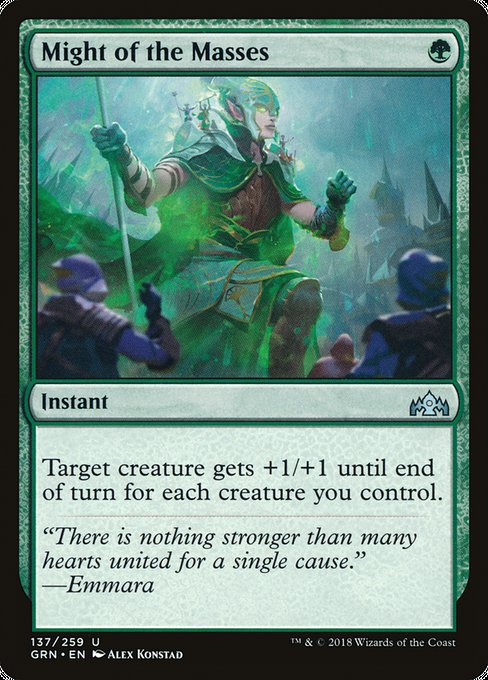 Might of the Masses
Instant
Target creature gets +1/+1 until end
of turn for each creature you control.
“There is nothing stronger than many
hearts united for a single cause.”
—Emmara
137/259 U
GRN • EN Alex Konstad
™ & © 2018 Wizards of the Coast